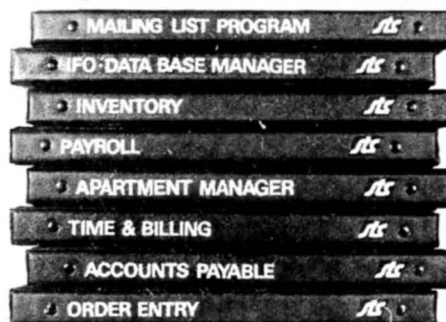 MAILING LIST PROGRAM sts
IFO·DATA BASE MANAGER sts
INVENTORY sts
PAYROLL sts
APARTMENT MANAGER sts
TIME & BILLING sts
ACCOUNTS PAYABLE sts
ORDER ENTRY sts